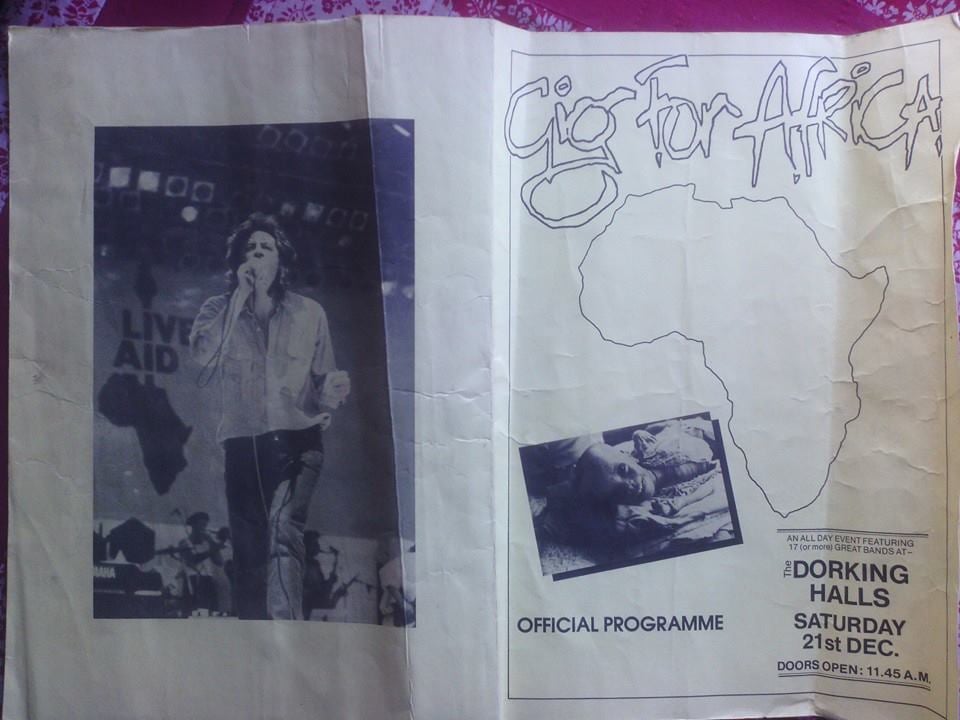 LIVE
AID
YAMAHA
Gig For AFRICA
AN ALL DAY EVENT FEATURING
17 (or more) GREAT BANDS AT–
The DORKING
HALLS
SATURDAY
21st DEC.
DOORS OPEN: 11.45 A.M.
OFFICIAL PROGRAMME